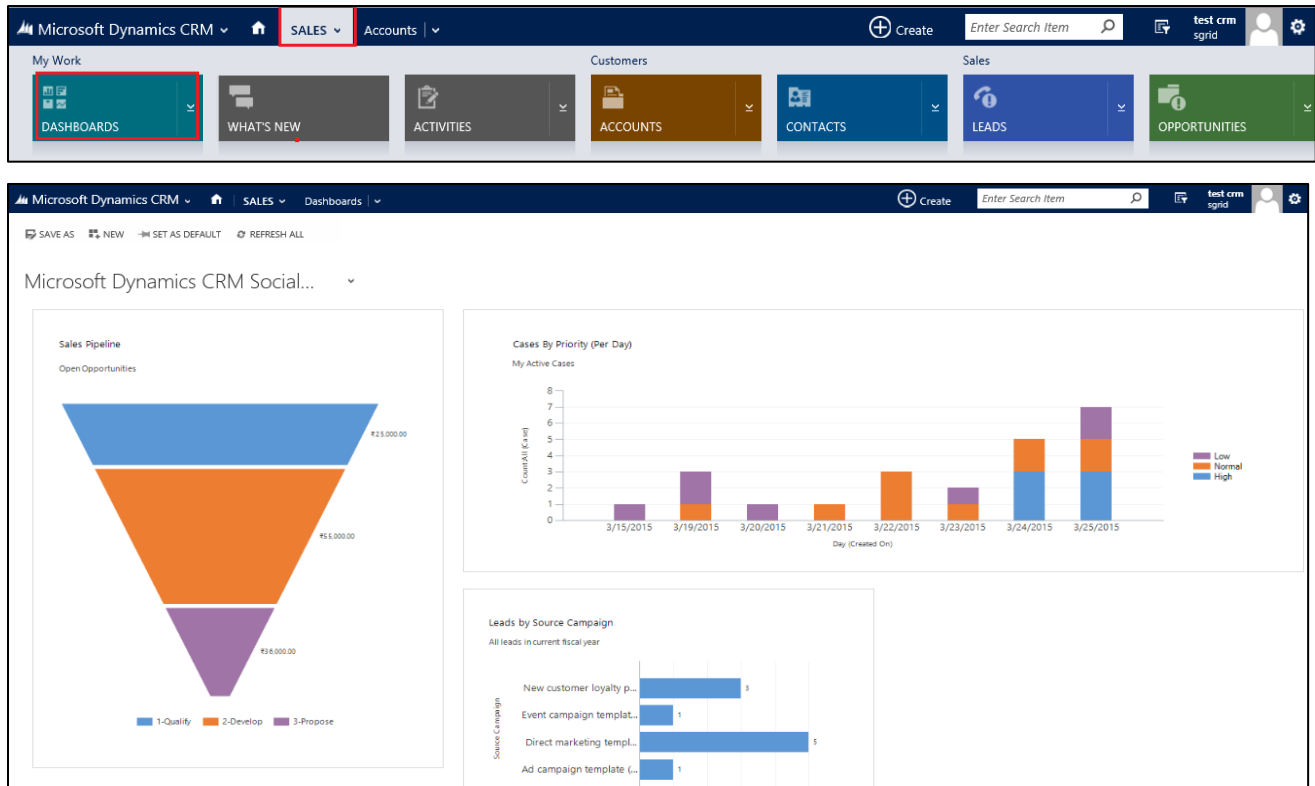 Microsoft Dynamics CRM SALES Accounts Create Enter Search Item test crm
sgrid
My Work Customers Sales
DASHBOARDS WHAT'S NEW ACTIVITIES ACCOUNTS CONTACTS LEADS OPPORTUNITIES
Microsoft Dynamics CRM SALES Dashboards Create Enter Search Item test crm
sgrid
SAVE AS NEW SET AS DEFAULT REFRESH ALL
Microsoft Dynamics CRM Social...
Sales Pipeline
Open Opportunities
₹25,000.00
₹55,000.00
₹36,000.00
1-Qualify 2-Develop 3-Propose
Cases By Priority (Per Day)
My Active Cases
Count:All (Case)
8
7
6
5
4
3
2
1
0
3/15/2015 3/19/2015 3/20/2015 3/21/2015 3/22/2015 3/23/2015 3/24/2015 3/25/2015
Day (Created On)
Low
Normal
High
Leads by Source Campaign
All leads in current fiscal year
Source Campaign
New customer loyalty p... 3
Event campaign templat... 1
Direct marketing templ... 5
Ad campaign template (... 1